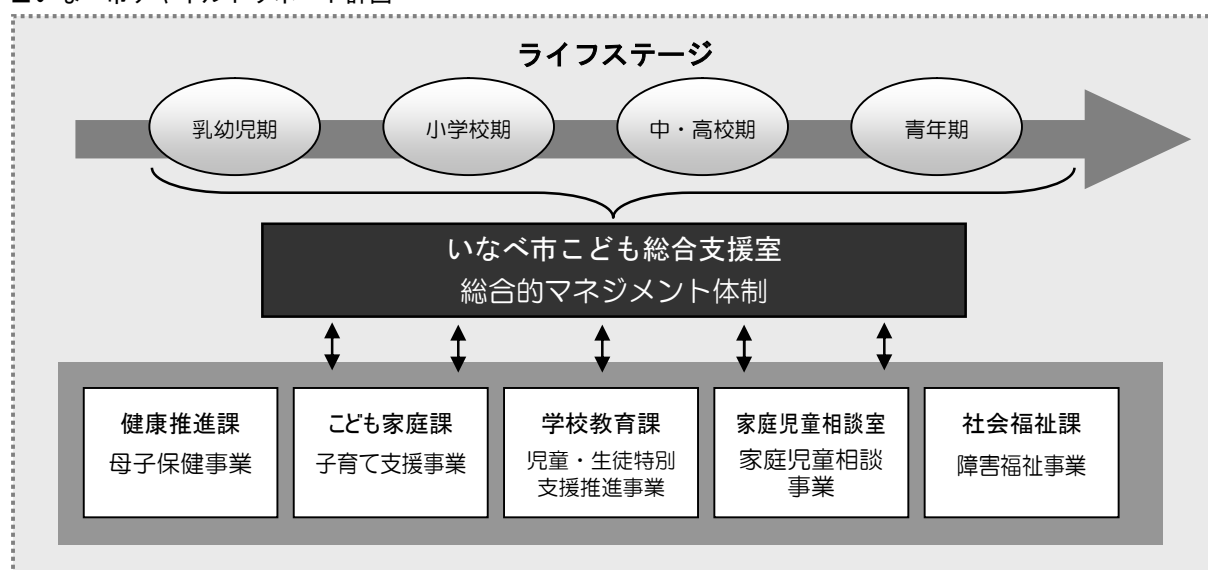 ライフステージ
乳幼児期
小学校期
中・高校期
青年期
いなべ市こども総合支援室
総合的マネジメント体制
健康推進課
母子保健事業
こども家庭課
子育て支援事業
学校教育課
児童・生徒特別
支援推進事業
家庭児童相談室
家庭児童相談
事業
社会福祉課
障害福祉事業